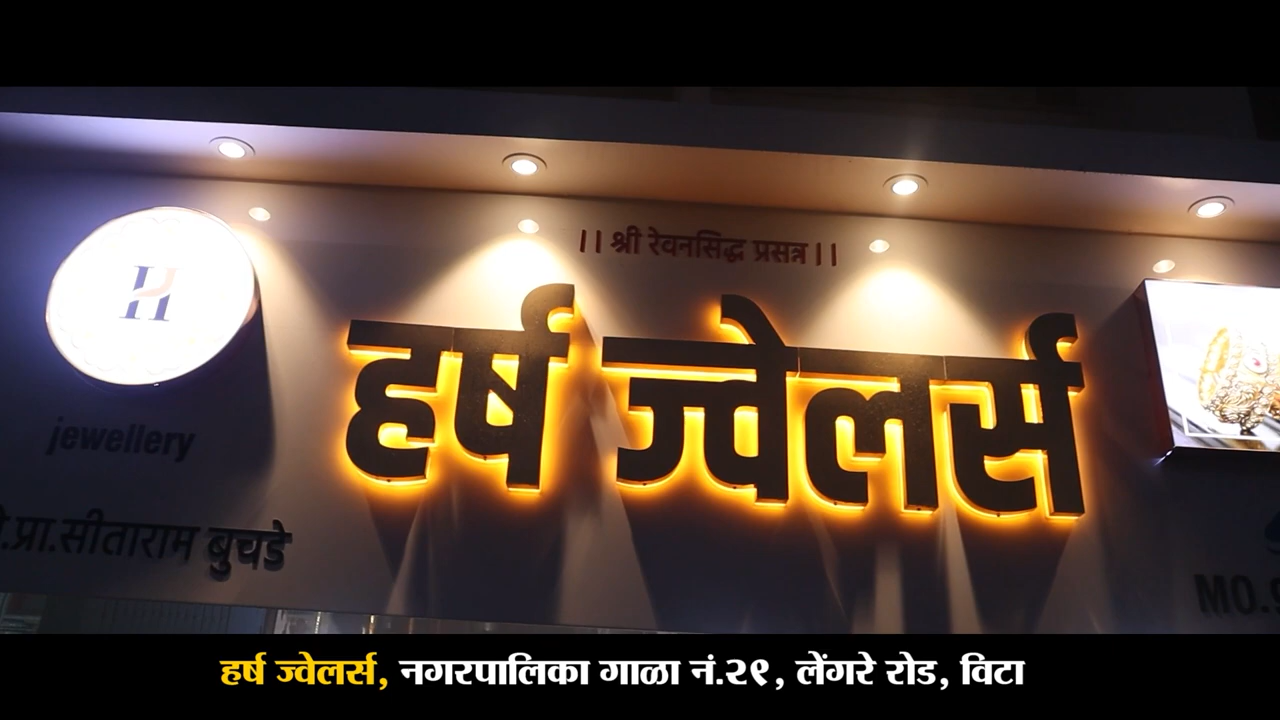 ।। श्री रेवनसिद्ध प्रसन्न ।।
H
हर्ष ज्वेलर्स
jewellery
प्रा.सीताराम बुचडे
MO.
हर्ष ज्वेलर्स, नगरपालिका गाळा नं.२९, लेंगरे रोड, विटा